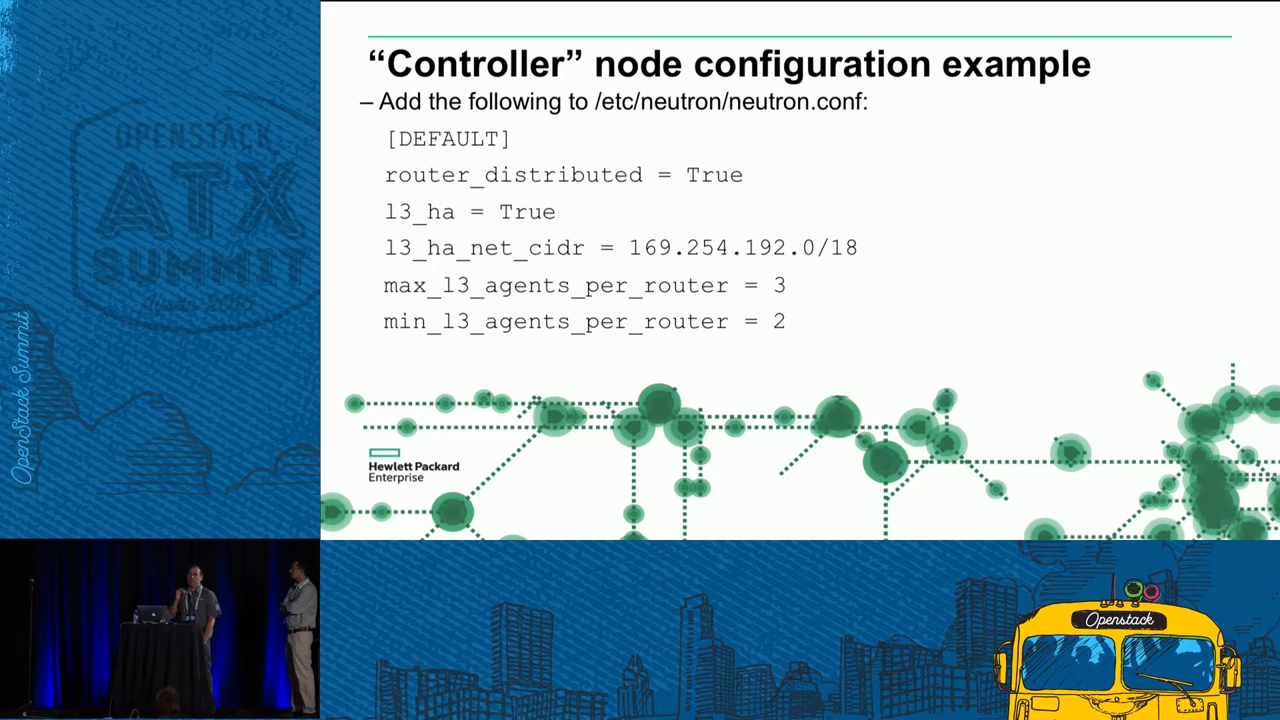 “Controller” node configuration example
– Add the following to /etc/neutron/neutron.conf:
[DEFAULT]
router_distributed = True
l3_ha = True
l3_ha_net_cidr = 169.254.192.0/18
max_l3_agents_per_router = 3
min_l3_agents_per_router = 2
Hewlett Packard
Enterprise
OPENSTACK
ATX
SUMMIT
OpenStack Summit
Openstack